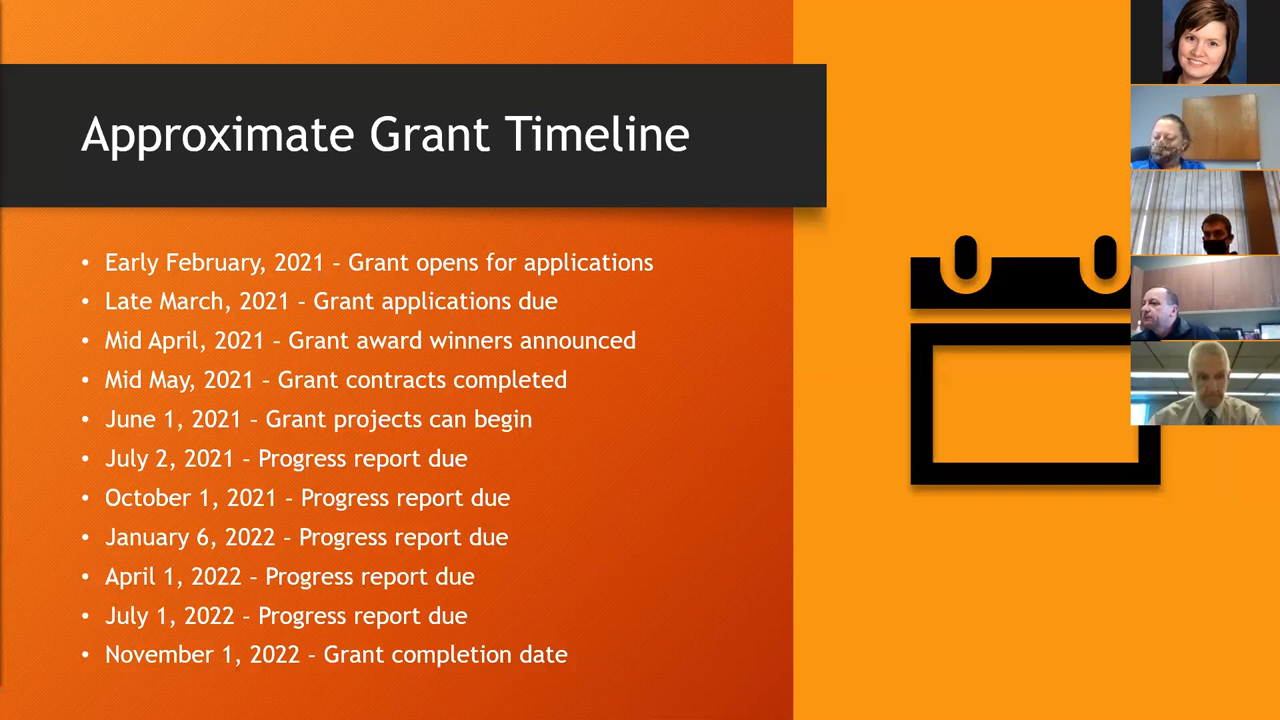 Approximate Grant Timeline
• Early February, 2021 – Grant opens for applications
• Late March, 2021 – Grant applications due
• Mid April, 2021 – Grant award winners announced
• Mid May, 2021 – Grant contracts completed
• June 1, 2021 – Grant projects can begin
• July 2, 2021 – Progress report due
• October 1, 2021 – Progress report due
• January 6, 2022 – Progress report due
• April 1, 2022 – Progress report due
• July 1, 2022 – Progress report due
• November 1, 2022 – Grant completion date